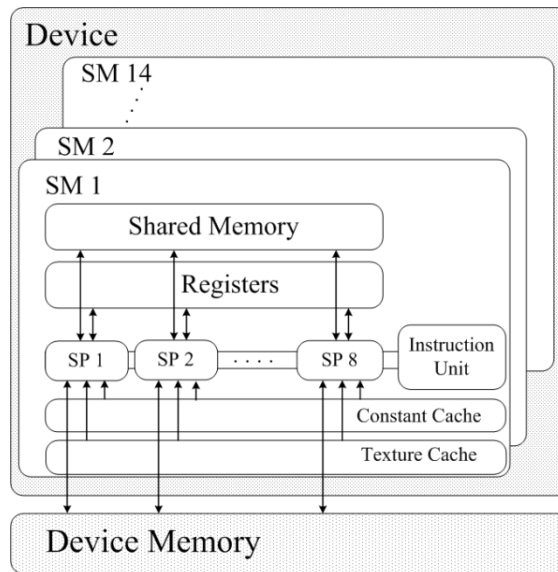 Device
SM 14
SM 2
SM 1
Shared Memory
Registers
SP 1
SP 2
. . . .
SP 8
Instruction
Unit
Constant Cache
Texture Cache
Device Memory